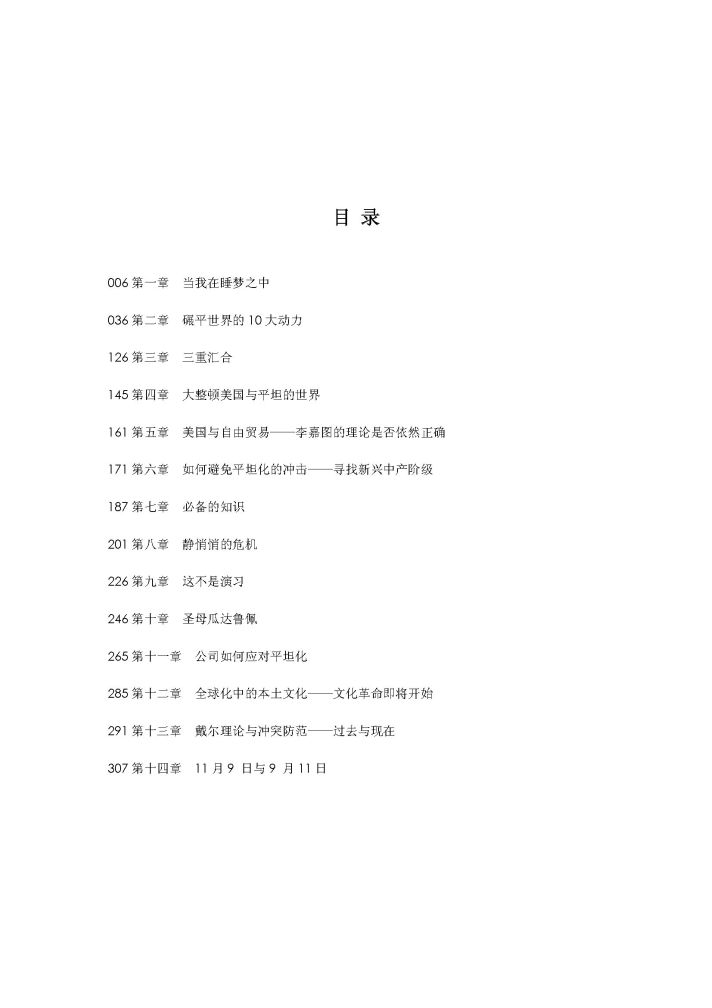 目 录
006 第一章 当我在睡梦之中
036 第二章 碾平世界的 10 大动力
126 第三章 三重汇合
145 第四章 大整顿美国与平坦的世界
161 第五章 美国与自由贸易——李嘉图的理论是否依然正确
171 第六章 如何避免平坦化的冲击——寻找新兴中产阶级
187 第七章 必备的知识
201 第八章 静悄悄的危机
226 第九章 这不是演习
246 第十章 圣母瓜达鲁佩
265 第十一章 公司如何应对平坦化
285 第十二章 全球化中的本土文化——文化革命即将开始
291 第十三章 戴尔理论与冲突防范——过去与现在
307 第十四章 11 月 9 日与 9 月 11 日